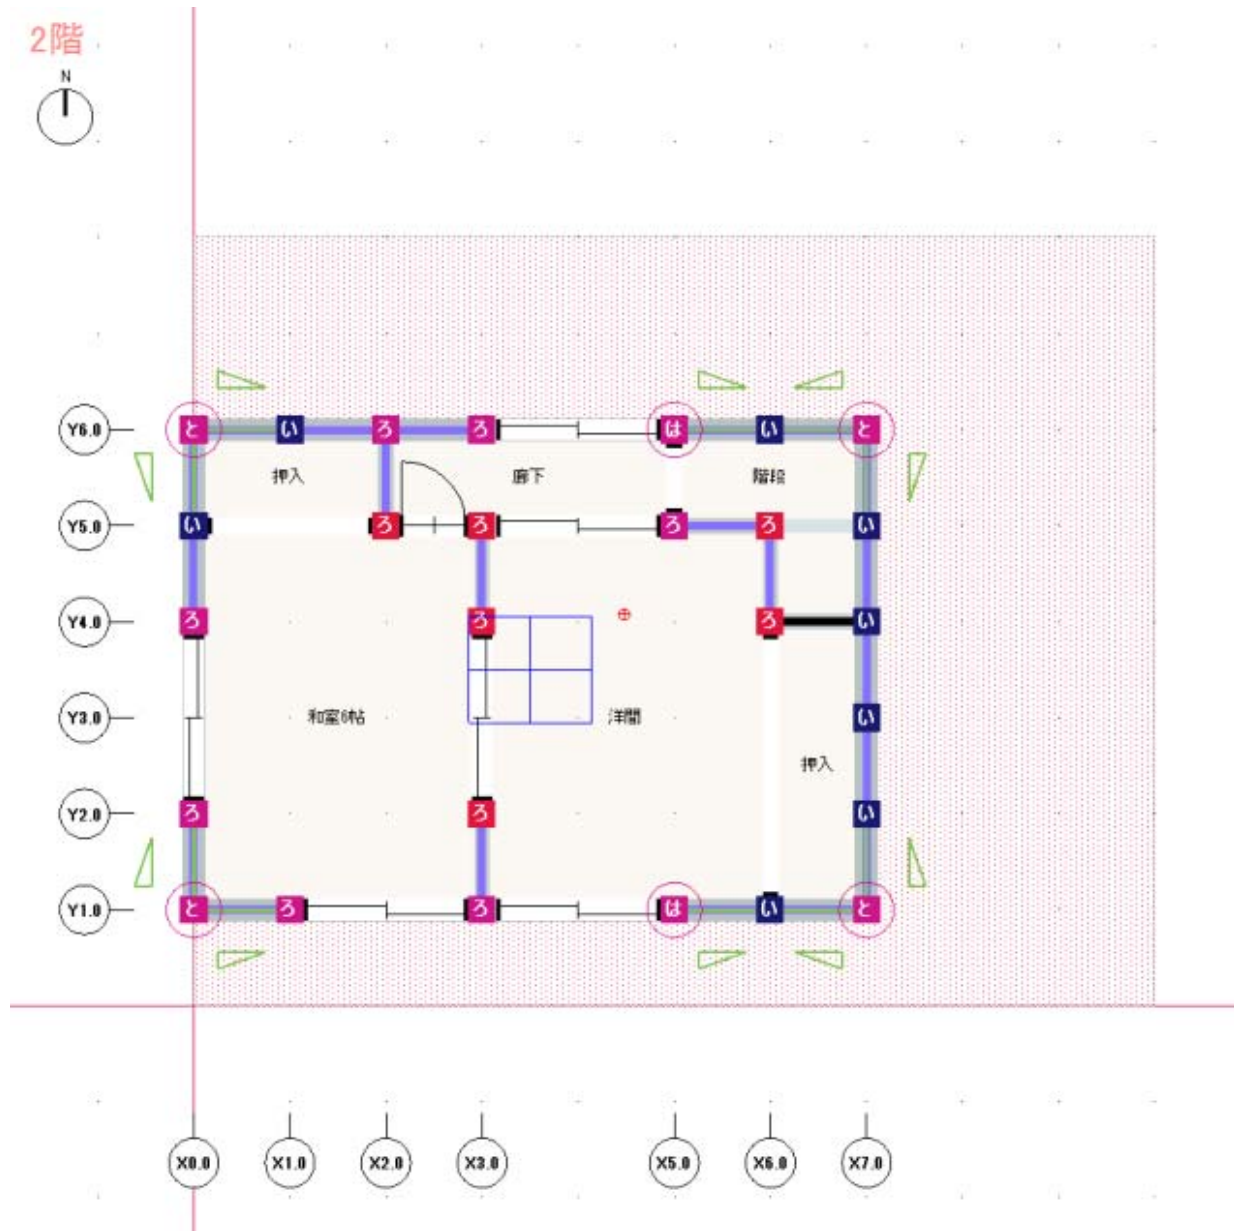 2階
N
Y6.0
と
い
ろ
ろ
は
い
と
押入
廊下
階段
Y5.0
い
ろ
ろ
ろ
ろ
い
Y4.0
ろ
ろ
ろ
い
Y3.0
和室6帖
洋間
い
押入
Y2.0
ろ
ろ
い
Y1.0
と
ろ
ろ
は
い
と
X0.0
X1.0
X2.0
X3.0
X5.0
X6.0
X7.0